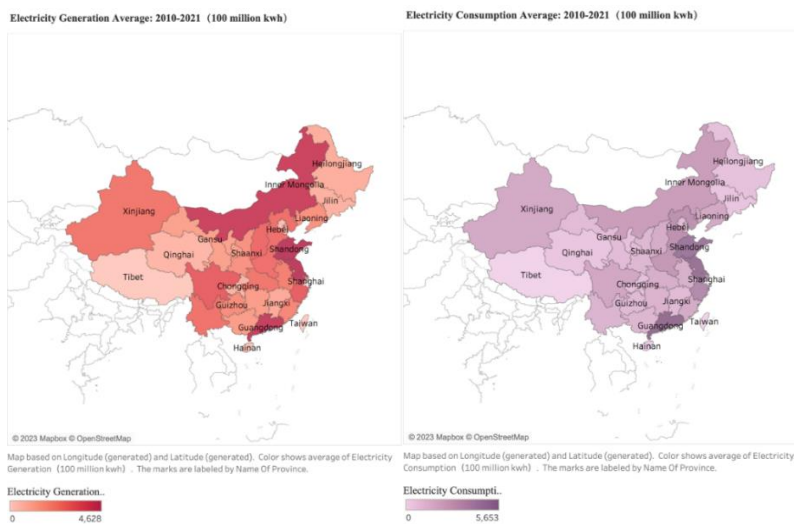 Electricity Generation Average: 2010-2021（100 million kwh）
Heilongjiang
Inner Mongolia
Jilin
Xinjiang
Liaoning
Hebei
Gansu
Shandong
Qinghai
Shaanxi
Tibet
Chongqing
Shanghai
Guizhou
Jiangxi
Guangdong
Taiwan
Hainan
© 2023 Mapbox © OpenStreetMap
Map based on Longitude (generated) and Latitude (generated). Color shows average of Electricity
Generation（100 million kwh）. The marks are labeled by Name Of Province.
Electricity Generation..
0 4,628
Electricity Consumption Average: 2010-2021（100 million kwh）
Heilongjiang
Inner Mongolia
Jilin
Xinjiang
Liaoning
Hebei
Gansu
Shandong
Qinghai
Shaanxi
Tibet
Chongqing
Shanghai
Guizhou
Jiangxi
Guangdong
Taiwan
Hainan
© 2023 Mapbox © OpenStreetMap
Map based on Longitude (generated) and Latitude (generated). Color shows average of Electricity
Consumption（100 million kwh）. The marks are labeled by Name Of Province.
Electricity Consumpti..
0 5,653